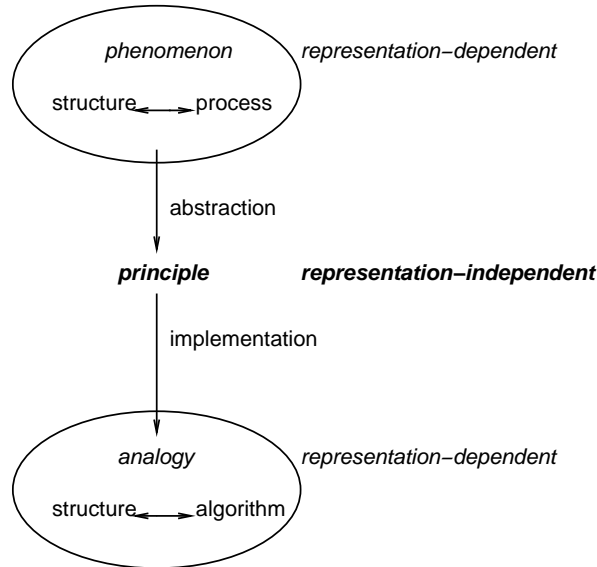 phenomenon representation–dependent
structure process
abstraction
principle representation–independent
implementation
analogy representation–dependent
structure algorithm